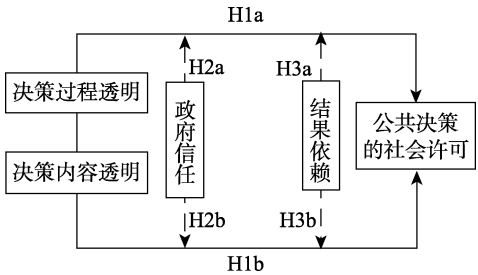 H1a
H2a
H3a
决策过程透明
决策内容透明
政府信任
结果依赖
公共决策
的社会许可
H2b
H3b
H1b